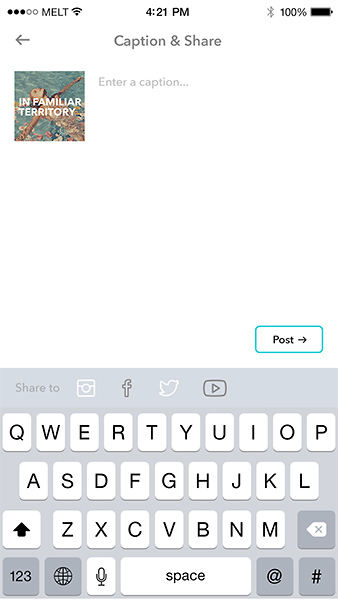 MELT 4:21 PM 100%
Caption & Share
Enter a caption...
IN FAMILIAR
TERRITORY
Post →
Share to
Q W E R T Y U I O P
A S D F G H J K L
Z X C V B N M
123 space @ #